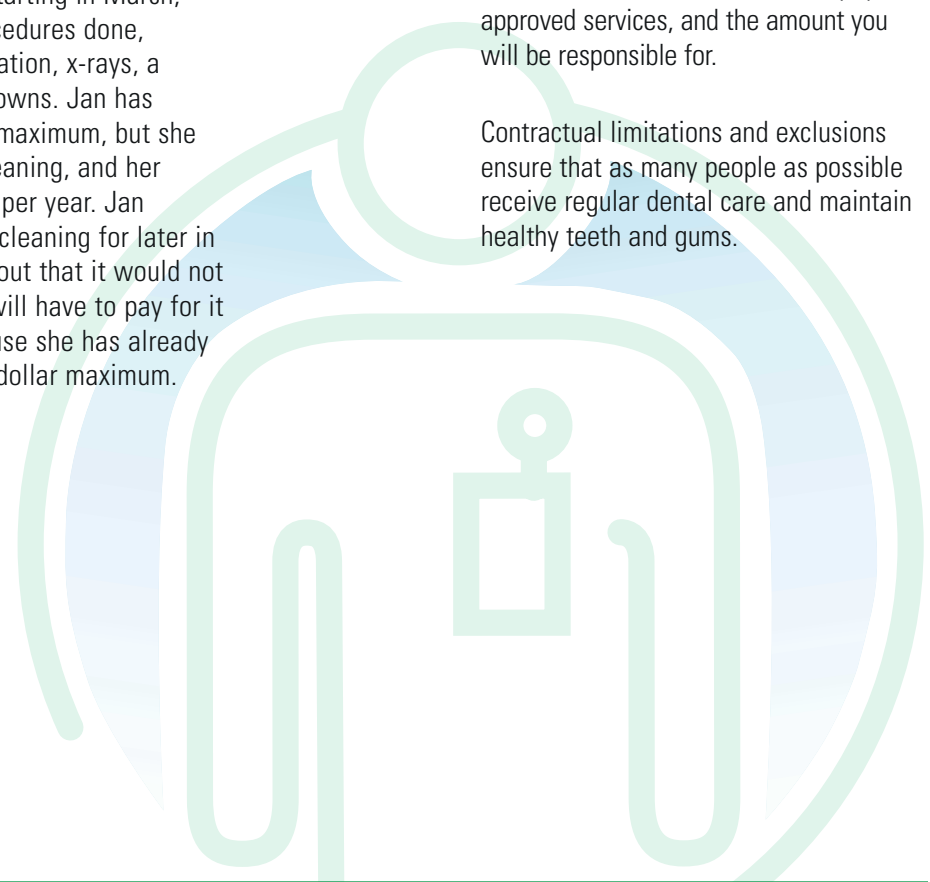 cedures done,
ation, x-rays, a
owns. Jan has
maximum, but she
eaning, and her
per year. Jan
cleaning for later in
out that it would not
will have to pay for it
use she has already
dollar maximum.
approved services, and the amount you
will be responsible for.
Contractual limitations and exclusions
ensure that as many people as possible
receive regular dental care and maintain
healthy teeth and gums.